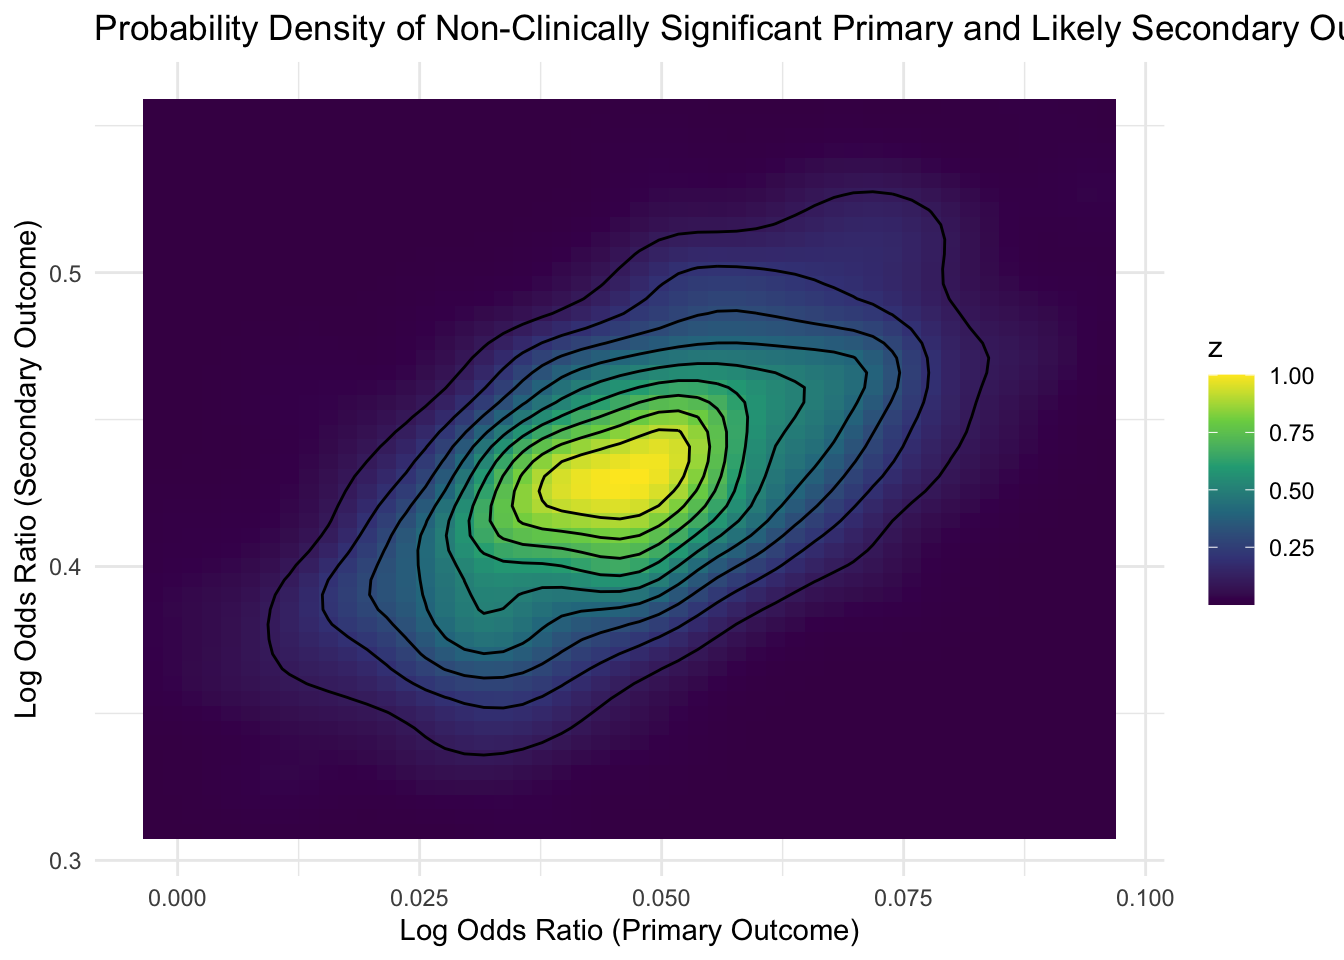 Probability Density of Non-Clinically Significant Primary and Likely Secondary
Log Odds Ratio (Secondary Outcome)
0.5
0.4
0.3
0.000 0.025 0.050 0.075 0.100
Log Odds Ratio (Primary Outcome)
z
1.00
0.75
0.50
0.25